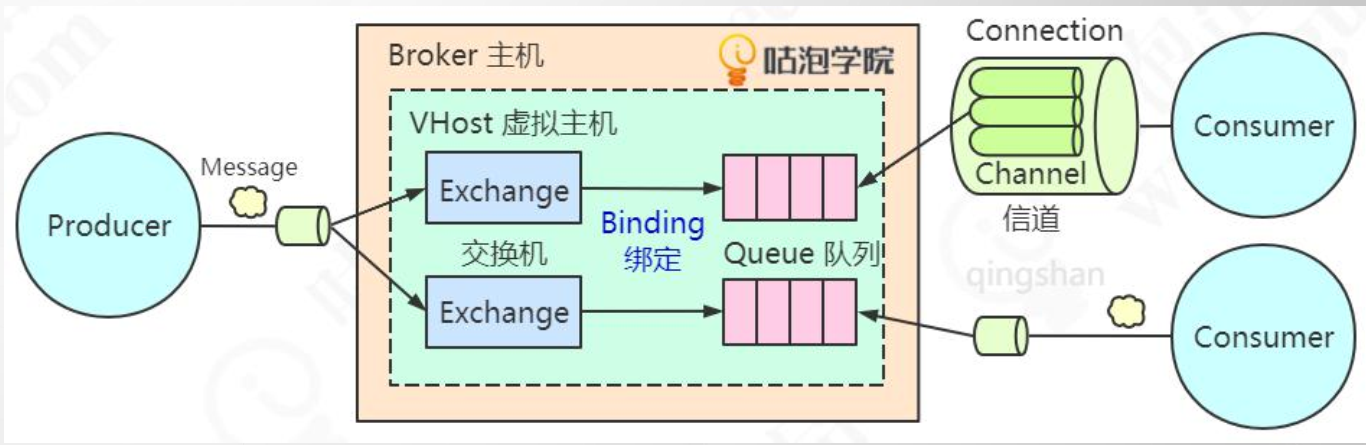 Broker 主机
咕泡学院
Connection
VHost 虚拟主机
Message
Exchange
Consumer
Channel
信道
Producer
Binding
绑定
交换机
Queue 队列
qingshan
Exchange
Consumer